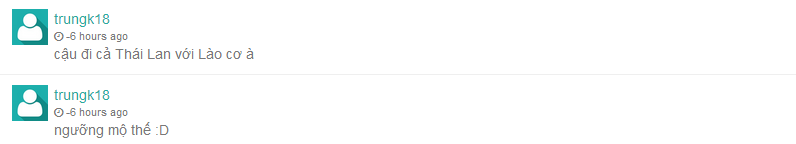 trungk18
-6 hours ago
cậu đi cả Thái Lan với Lào cơ à
trungk18
-6 hours ago
ngưỡng mộ thế :D